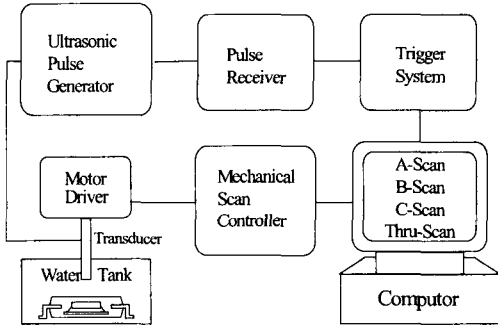 Ultrasonic
Pulse
Generator
Pulse
Receiver
Trigger
System
Motor
Driver
Mechanical
Scan
Controller
A-Scan
B-Scan
C-Scan
Thru-Scan
Transducer
Water Tank
Computor